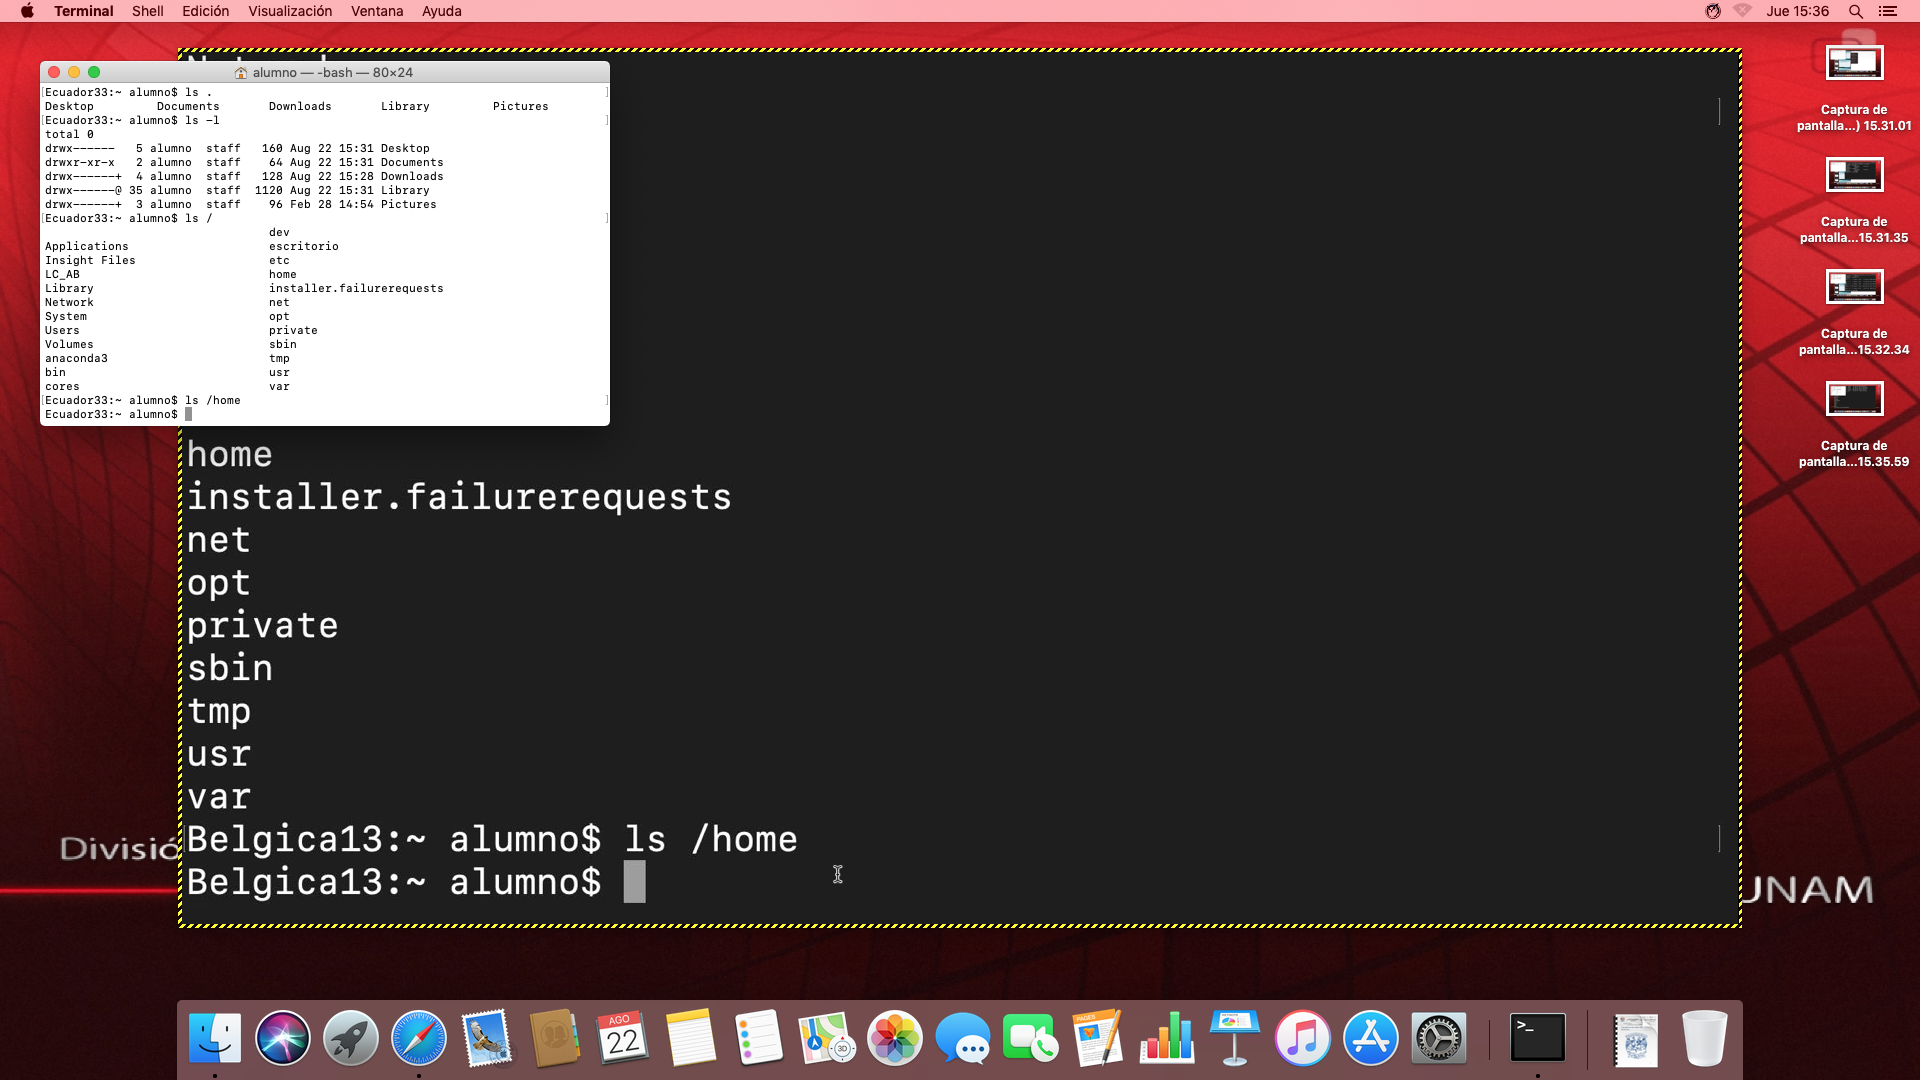 Terminal Shell Edición Visualización Ventana Ayuda
Jue 15:36
alumno — -bash — 80×24
Ecuador33:~ alumno$ ls .
Desktop Documents Downloads Library Pictures
Ecuador33:~ alumno$ ls -l
total 0
drwx------   5 alumno  staff   160 Aug 22 15:31 Desktop
drwxr-xr-x   2 alumno  staff    64 Aug 22 15:31 Documents
drwx------+  4 alumno  staff   128 Aug 22 15:28 Downloads
drwx------@ 35 alumno  staff  1120 Aug 22 15:31 Library
drwx------+  3 alumno  staff    96 Feb 28 14:54 Pictures
Ecuador33:~ alumno$ ls /
dev
Applications escritorio
Insight Files etc
LC_AB home
Library installer.failurerequests
Network net
System opt
Users private
Volumes sbin
anaconda3 tmp
bin usr
cores var
Ecuador33:~ alumno$ ls /home
Ecuador33:~ alumno$
home
installer.failurerequests
net
opt
private
sbin
tmp
usr
var
Belgica13:~ alumno$ ls /home
Belgica13:~ alumno$
Captura de
pantalla...) 15.31.01
Captura de
pantalla...15.31.35
Captura de
pantalla...15.32.34
Captura de
pantalla...15.35.59
Divisió
UNAM
AGO
22
3D
PAGES
>_